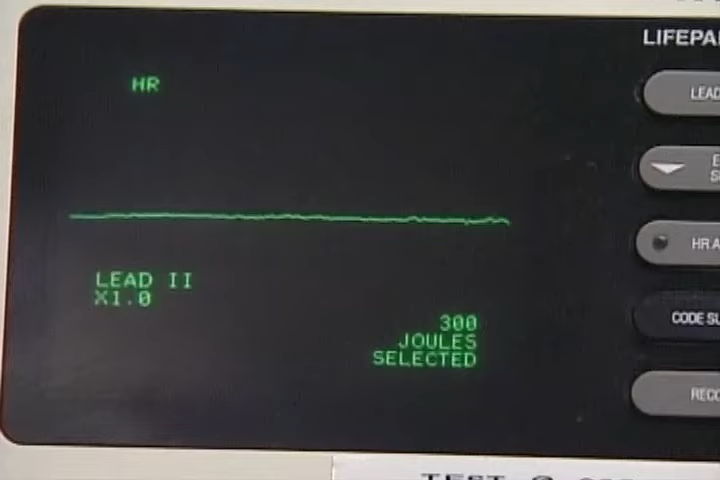 LIFEPA
HR
LEAD
HR A
LEAD II
X1.0
CODE SU
300
JOULES
SELECTED
RECO